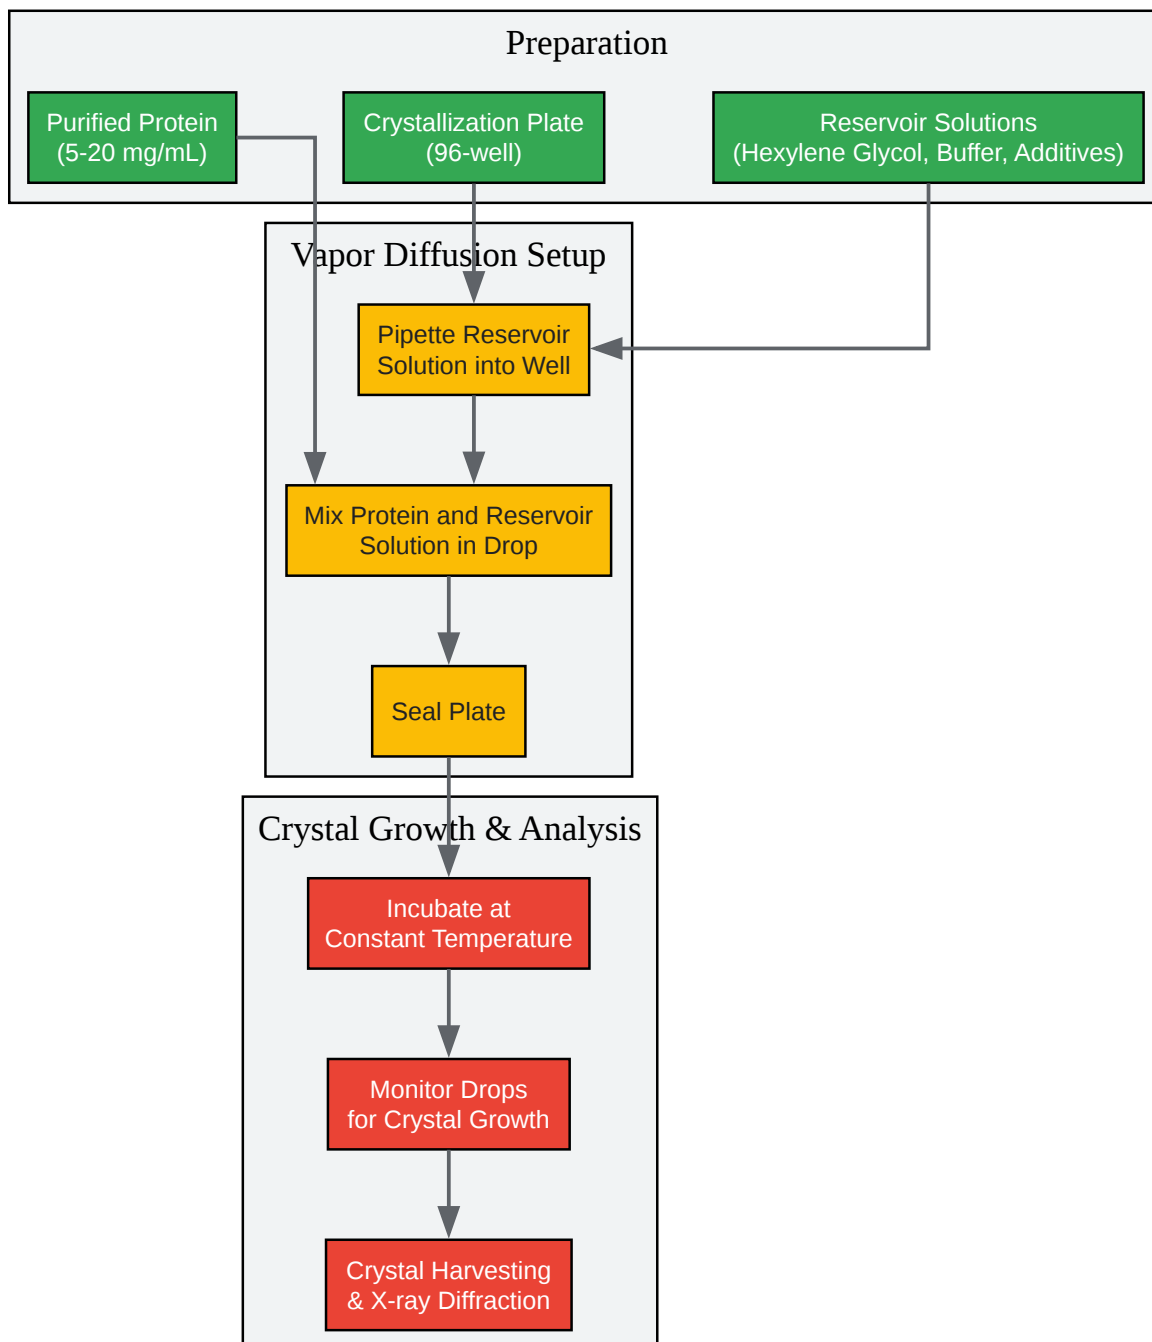 Preparation
Purified Protein
(5-20 mg/mL)
Crystallization Plate
(96-well)
Reservoir Solutions
(Hexylene Glycol, Buffer, Additives)
Vapor Diffusion Setup
Pipette Reservoir
Solution into Well
Mix Protein and Reservoir
Solution in Drop
Seal Plate
Crystal Growth & Analysis
Incubate at
Constant Temperature
Monitor Drops
for Crystal Growth
Crystal Harvesting
& X-ray Diffraction